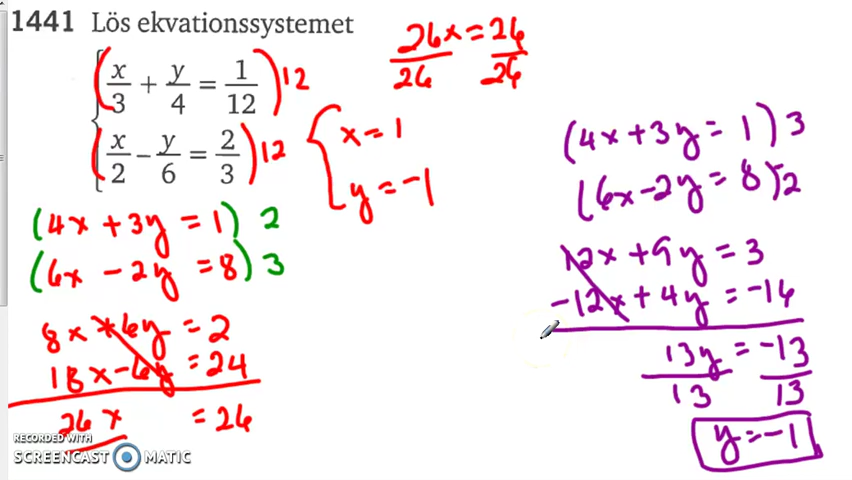 1441 Lös ekvationssystemet
(x/3 + y/4 = 1/12) 12
(x/2 - y/6 = 2/3) 12
(4x + 3y = 1) 2
(6x - 2y = 8) 3
8x + 6y = 2
18x - 6y = 24
26x = 26
26x = 26
26 26
x = 1
y = -1
(4x + 3y = 1) 3
(6x - 2y = 8) -2
12x + 9y = 3
-12x + 4y = -16
13y = -13
13 13
y = -1
RECORDED WITH
SCREENCAST MATIC